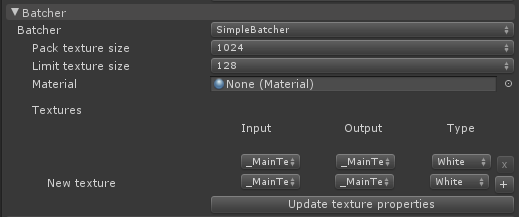 Batcher
Batcher SimpleBatcher
Pack texture size 1024
Limit texture size 128
Material None (Material)
Textures
Input Output Type
_MainTe _MainTe White x
New texture _MainTe _MainTe White +
Update texture properties